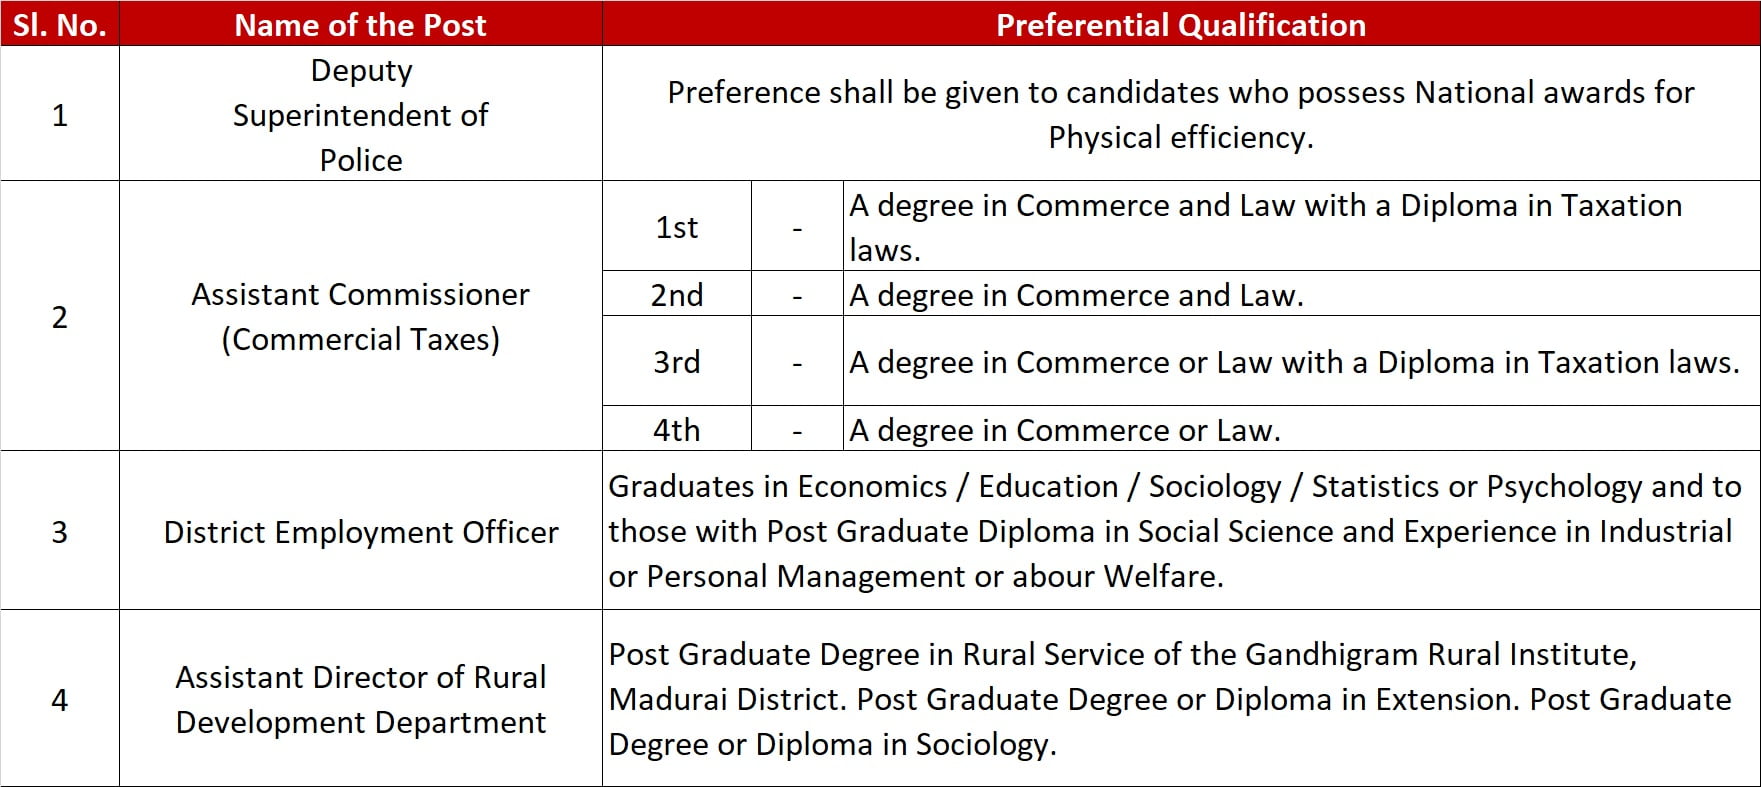 Sl. No. Name of the Post Preferential Qualification
1
Deputy
Superintendent of
Police
Preference shall be given to candidates who possess National awards for
Physical efficiency.
2
Assistant Commissioner
(Commercial Taxes)
1st - A degree in Commerce and Law with a Diploma in Taxation
laws.
2nd - A degree in Commerce and Law.
3rd - A degree in Commerce or Law with a Diploma in Taxation laws.
4th - A degree in Commerce or Law.
3
District Employment Officer
Graduates in Economics / Education / Sociology / Statistics or Psychology and to
those with Post Graduate Diploma in Social Science and Experience in Industrial
or Personal Management or abour Welfare.
4
Assistant Director of Rural
Development Department
Post Graduate Degree in Rural Service of the Gandhigram Rural Institute,
Madurai District. Post Graduate Degree or Diploma in Extension. Post Graduate
Degree or Diploma in Sociology.